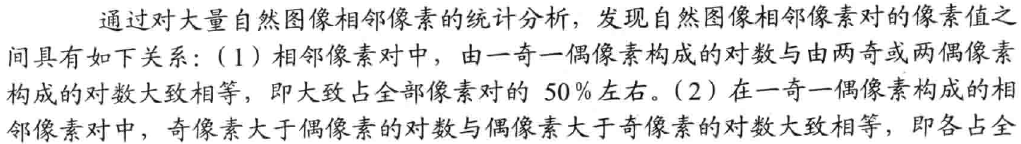 通过对大量自然图像相邻像素的统计分析，发现自然图像相邻像素对的像素值之
间具有如下关系：（1）相邻像素对中，由一奇一偶像素构成的对数与由两奇或两偶像素
构成的对数大致相等，即大致占全部像素对的 50%左右。（2）在一奇一偶像素构成的相
邻像素对中，奇像素大于偶像素的对数与偶像素大于奇像素的对数大致相等，即各占全